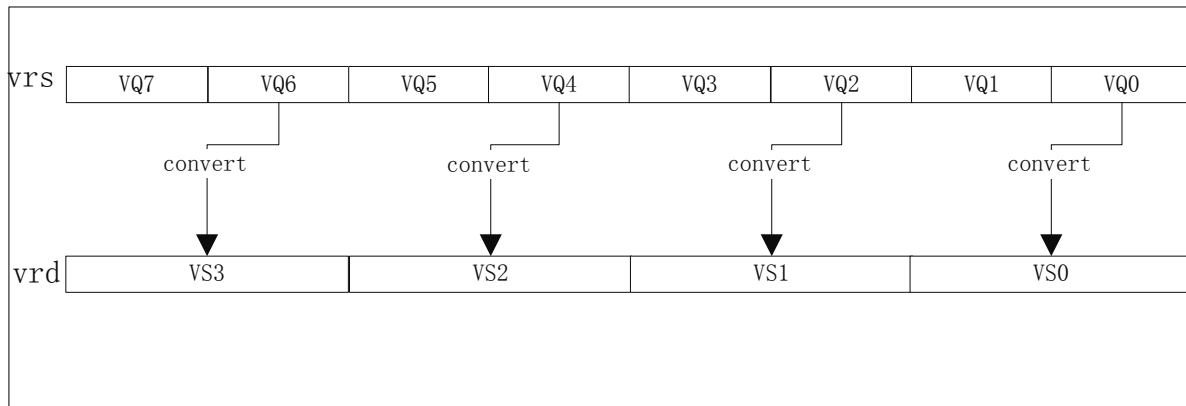 vrs VQ7 VQ6 VQ5 VQ4 VQ3 VQ2 VQ1 VQ0
convert convert convert convert
vrd VS3 VS2 VS1 VS0